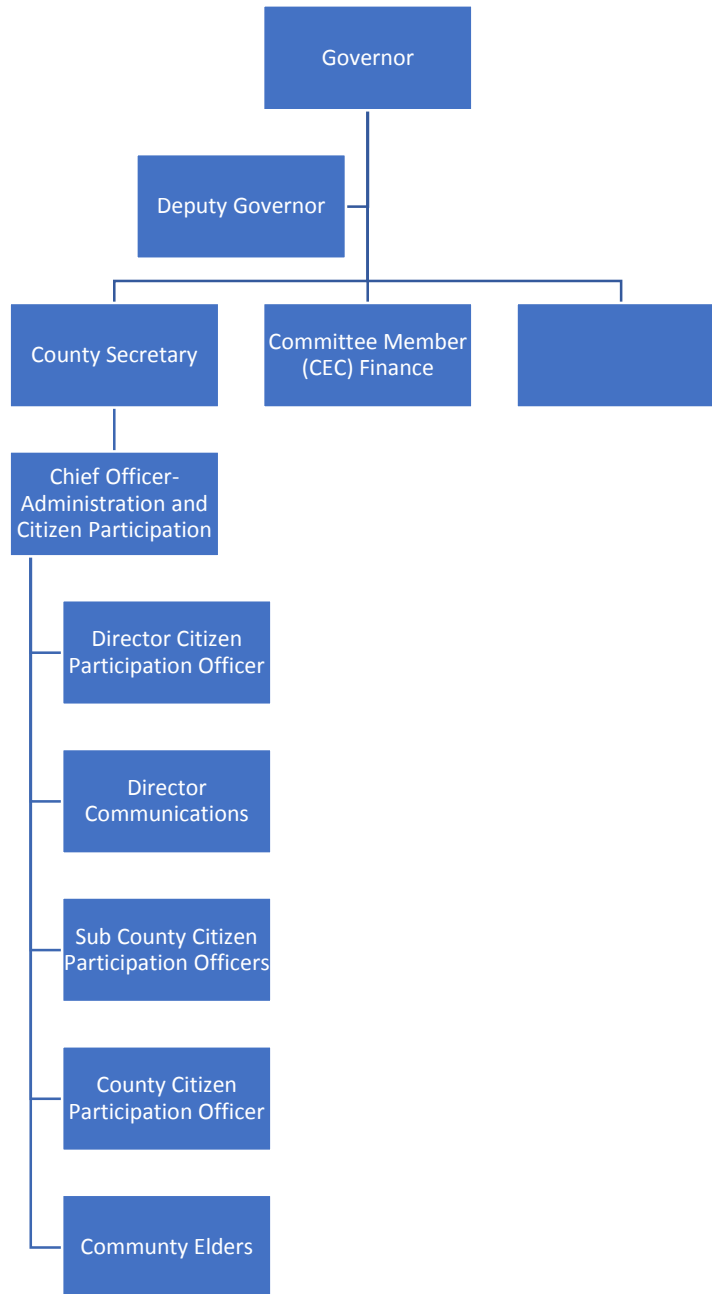 Governor
Deputy Governor
County Secretary
Committee Member
(CEC) Finance
Chief Officer-
Administration and
Citizen Participation
Director Citizen
Participation Officer
Director
Communications
Sub County Citizen
Participation Officers
County Citizen
Participation Officer
Communty Elders